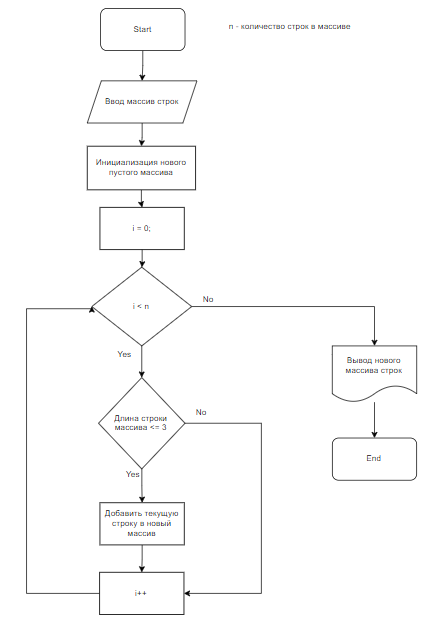 Start
n - количество строк в массиве
Ввод массив строк
Инициализация нового
пустого массива
i = 0;
i < n
No
Yes
Вывод нового
массива строк
Длина строки
массива <= 3
No
End
Yes
Добавить текущую
строку в новый
массив
i++